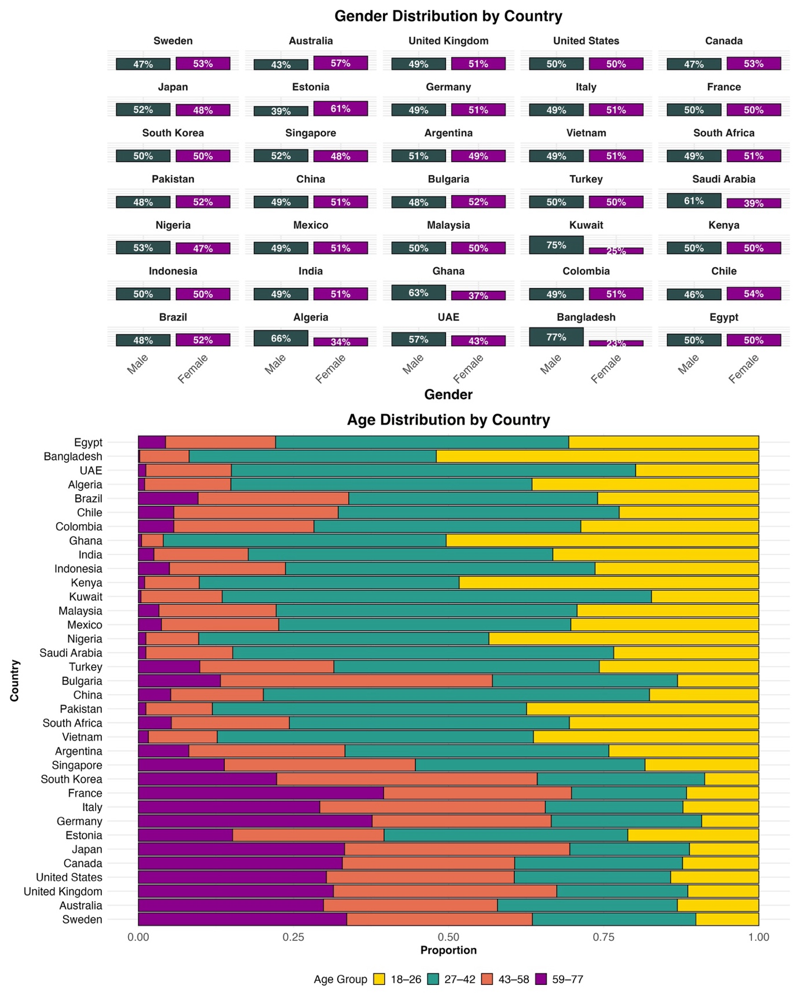 Gender Distribution by Country
Sweden Australia United Kingdom United States Canada
47% 53% 43% 57% 49% 51% 50% 50% 47% 53%
Japan Estonia Germany Italy France
52% 48% 39% 61% 49% 51% 49% 51% 50% 50%
South Korea Singapore Argentina Vietnam South Africa
50% 50% 52% 48% 51% 49% 49% 51% 49% 51%
Pakistan China Bulgaria Turkey Saudi Arabia
48% 52% 49% 51% 48% 52% 50% 50% 61% 39%
Nigeria Mexico Malaysia Kuwait Kenya
53% 47% 49% 51% 50% 50% 75% 25% 50% 50%
Indonesia India Ghana Colombia Chile
50% 50% 49% 51% 63% 37% 49% 51% 46% 54%
Brazil Algeria UAE Bangladesh Egypt
48% 52% 66% 34% 57% 43% 77% 23% 50% 50%
Male Female Male Female Male Female Male Female Male Female
Gender
Age Distribution by Country
Country
Egypt
Bangladesh
UAE
Algeria
Brazil
Chile
Colombia
Ghana
India
Indonesia
Kenya
Kuwait
Malaysia
Mexico
Nigeria
Saudi Arabia
Turkey
Bulgaria
China
Pakistan
South Africa
Vietnam
Argentina
Singapore
South Korea
France
Italy
Germany
Estonia
Japan
Canada
United States
United Kingdom
Australia
Sweden
0.00 0.25 0.50 0.75 1.00
Proportion
Age Group 18–26 27–42 43–58 59–77